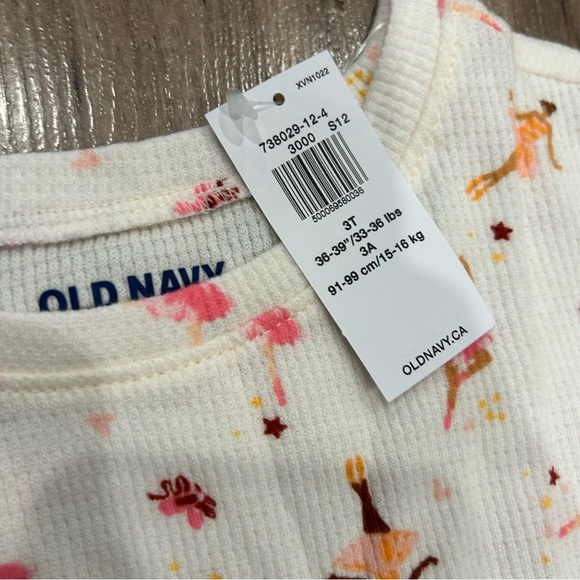 XVN1022
738029-12-4
3000 S12
500069580036
3T
36-39"/33-36 lbs
3A
91-99 cm/15-16 kg
OLDNAVY.CA
OLD NAVY